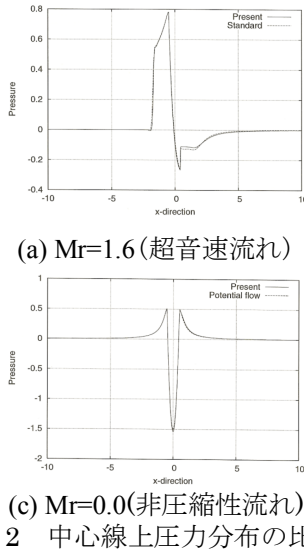 0.8
0.6
0.4
0.2
0
-0.2
-0.4
Pressure
Present
Standard
-10
-5
0
5
10
x-direction
(a) Mr=1.6(超音速流れ)
1
0.5
0
-0.5
-1
-1.5
-2
Pressure
Present
Potential flow
-10
-5
0
5
10
x-direction
(c) Mr=0.0(非圧縮性流れ)
2 中心線上圧力分布の比